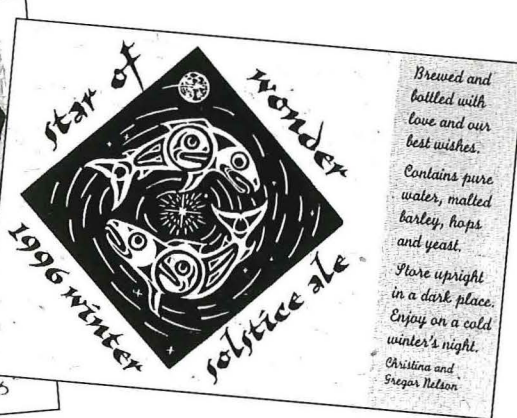 star of
wonder
1996 winter
solstice ale
Brewed and
bottled with
love and our
best wishes.
Contains pure
water, malted
barley, hops
and yeast.
Store upright
in a dark place.
Enjoy on a cold
winter's night.
Christina and
Gregor Nelson